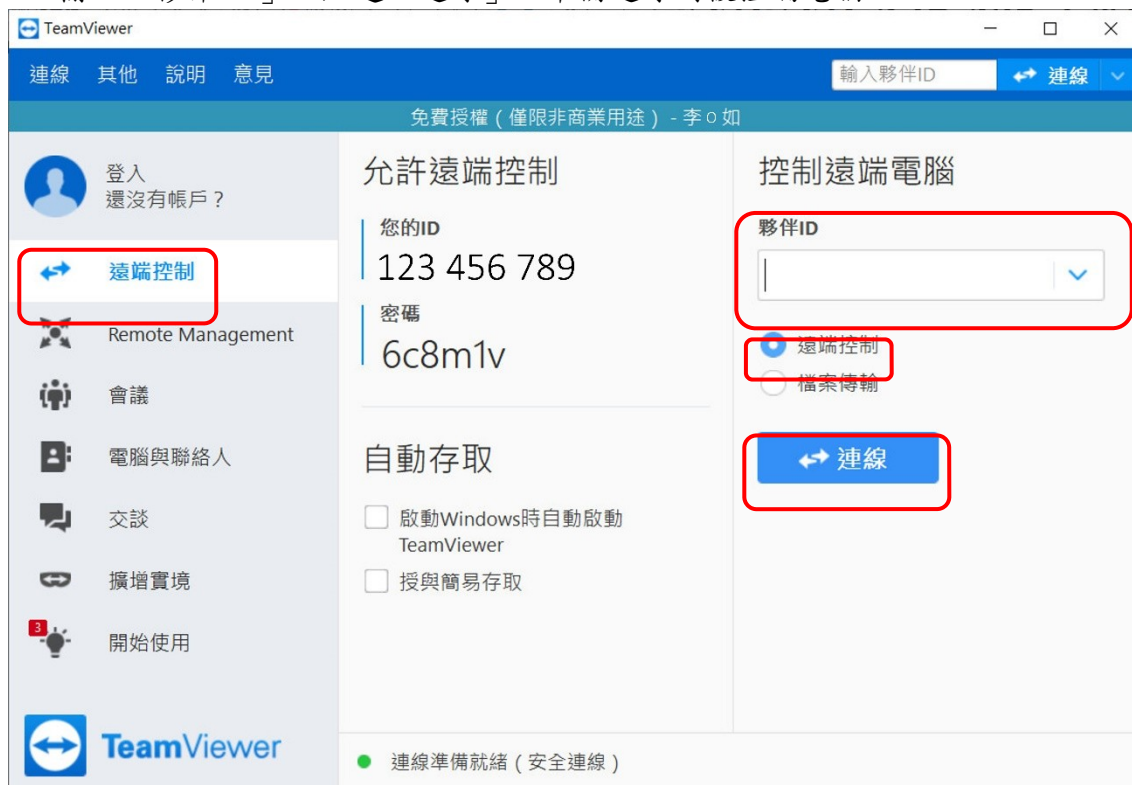 TeamViewer
連線 其他 說明 意見 輸入夥伴ID 連線
免費授權(僅限非商業用途) - 李○如
登入
還沒有帳戶?
遠端控制
Remote Management
會議
電腦與聯絡人
交談
擴增實境
3
開始使用
TeamViewer
允許遠端控制
您的ID
123 456 789
密碼
6c8m1v
自動存取
啟動Windows時自動啟動
TeamViewer
授與簡易存取
控制遠端電腦
夥伴ID
遠端控制
檔案傳輸
連線
連線準備就緒(安全連線)